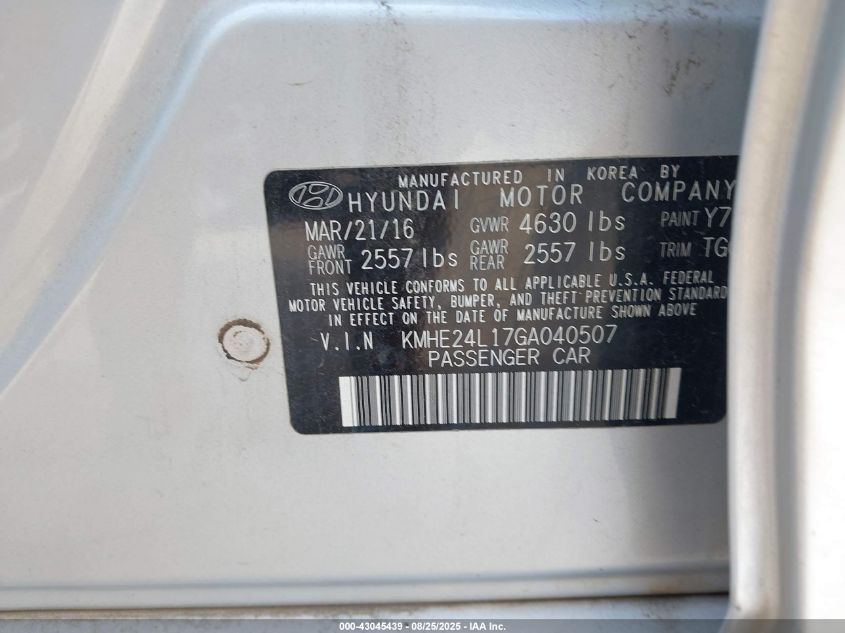 MANUFACTURED IN KOREA BY
HYUNDAI MOTOR COMPANY
MAR/21/16 GVWR 4630 lbs PAINT Y7
GAWR FRONT 2557 lbs GAWR REAR 2557 lbs TRIM TG
THIS VEHICLE CONFORMS TO ALL APPLICABLE U.S.A. FEDERAL
MOTOR VEHICLE SAFETY, BUMPER, AND THEFT PREVENTION STANDARD
IN EFFECT ON THE DATE OF MANUFACTURE SHOWN ABOVE
V.I.N KMHE24L17GA040507
PASSENGER CAR
000-43045439 - 08/25/2025 - IAA Inc.